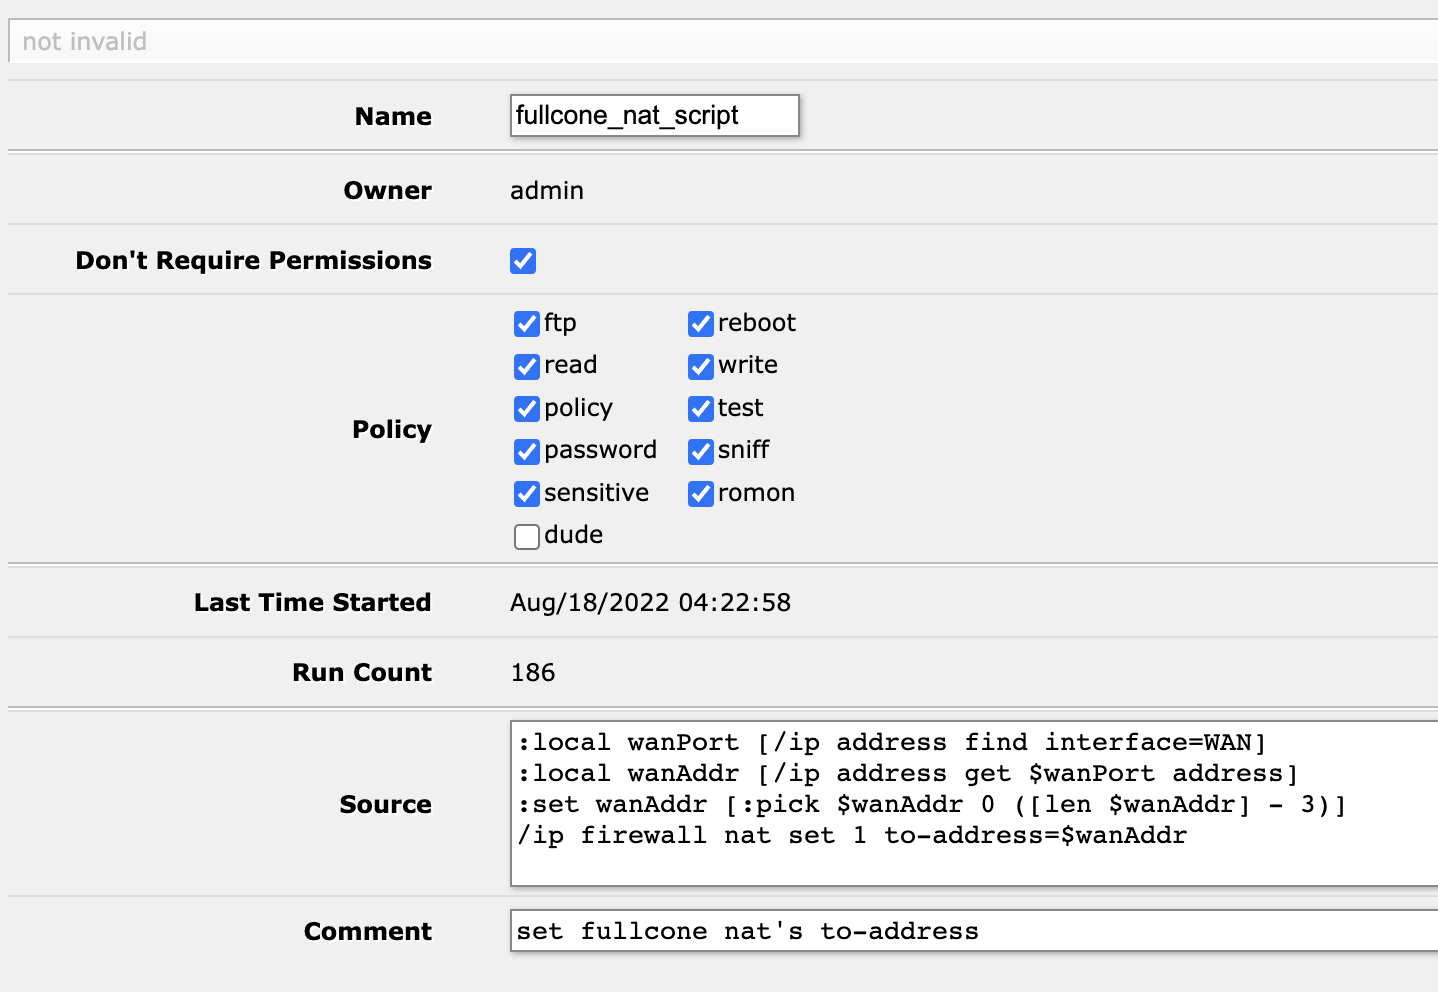 not invalid
Name fullcone_nat_script
Owner admin
Don't Require Permissions
Policy
ftp reboot
read write
policy test
password sniff
sensitive romon
dude
Last Time Started Aug/18/2022 04:22:58
Run Count 186
Source
:local wanPort [/ip address find interface=WAN]
:local wanAddr [/ip address get $wanPort address]
:set wanAddr [:pick $wanAddr 0 ([len $wanAddr] - 3)]
/ip firewall nat set 1 to-address=$wanAddr
Comment set fullcone nat's to-address